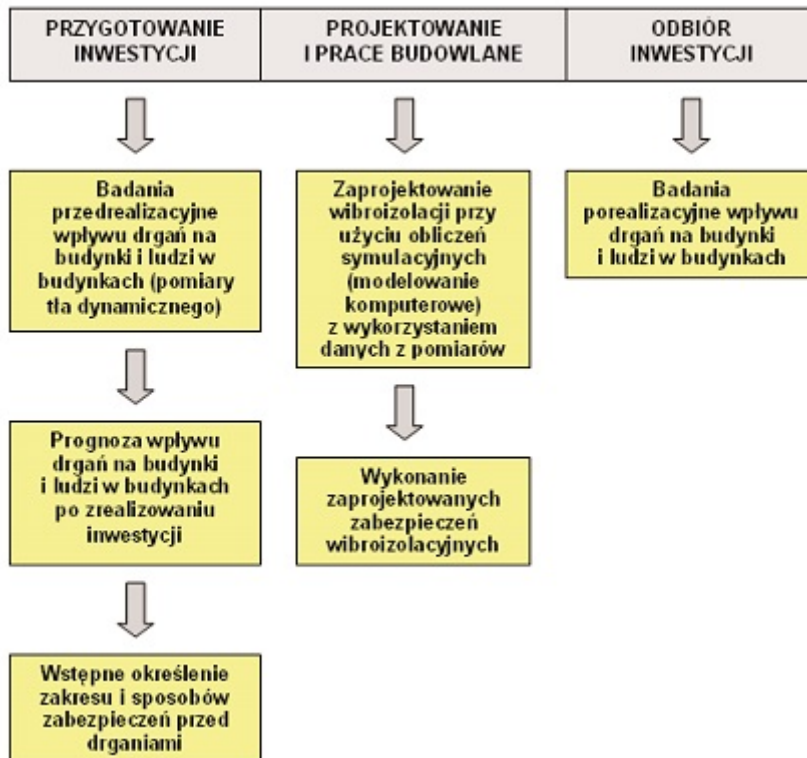 PRZYGOTOWANIE
INWESTYCJI
PROJEKTOWANIE
I PRACE BUDOWLANE
ODBIÓR
INWESTYCJI
Badania
przedrealizacyjne
wpływu drgań na
budynki i ludzi w
budynkach (pomiary
tła dynamicznego)
Prognoza wpływu
drgań na budynki
i ludzi w budynkach
po zrealizowaniu
inwestycji
Wstępne określenie
zakresu i sposobów
zabezpieczeń przed
drganiami
Zaprojektowanie
wibroizolacji przy
użyciu obliczeń
symulacyjnych
(modelowanie
komputerowe)
z wykorzystaniem
danych z pomiarów
Wykonanie
zaprojektowanych
zabezpieczeń
wibroizolacyjnych
Badania
porealizacyjne wpływu
drgań na budynki
i ludzi w budynkach